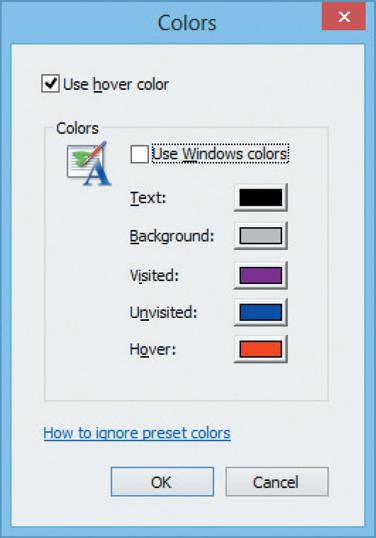 Colors
Use hover color
Colors
Use Windows colors
Text:
Background:
Visited:
Unvisited:
Hover:
How to ignore preset colors
OK
Cancel